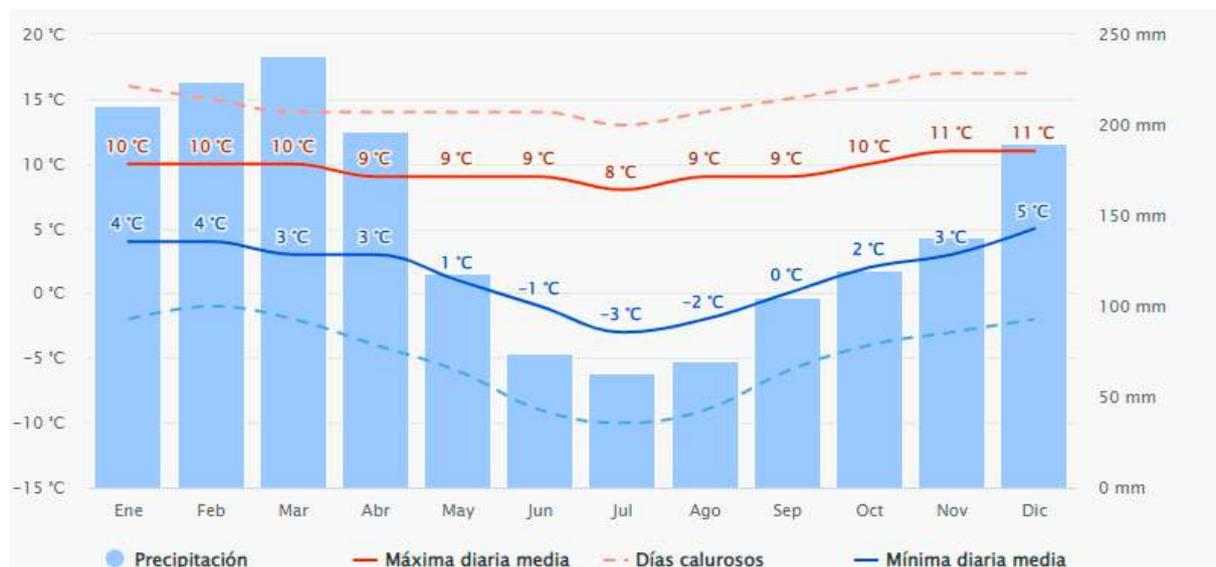 20 °C 250 mm
15 °C 200 mm
10 °C 10 °C 10 °C 10 °C 9 °C 9 °C 9 °C 8 °C 9 °C 9 °C 10 °C 11 °C 11 °C
150 mm
5 °C 4 °C 4 °C 3 °C 3 °C 1 °C -1 °C -3 °C -2 °C 0 °C 2 °C 3 °C 5 °C
0 °C 100 mm
-5 °C
50 mm
-10 °C
-15 °C 0 mm
Ene Feb Mar Abr May Jun Jul Ago Sep Oct Nov Dic
Precipitación Máxima diaria media Días calurosos Mínima diaria media